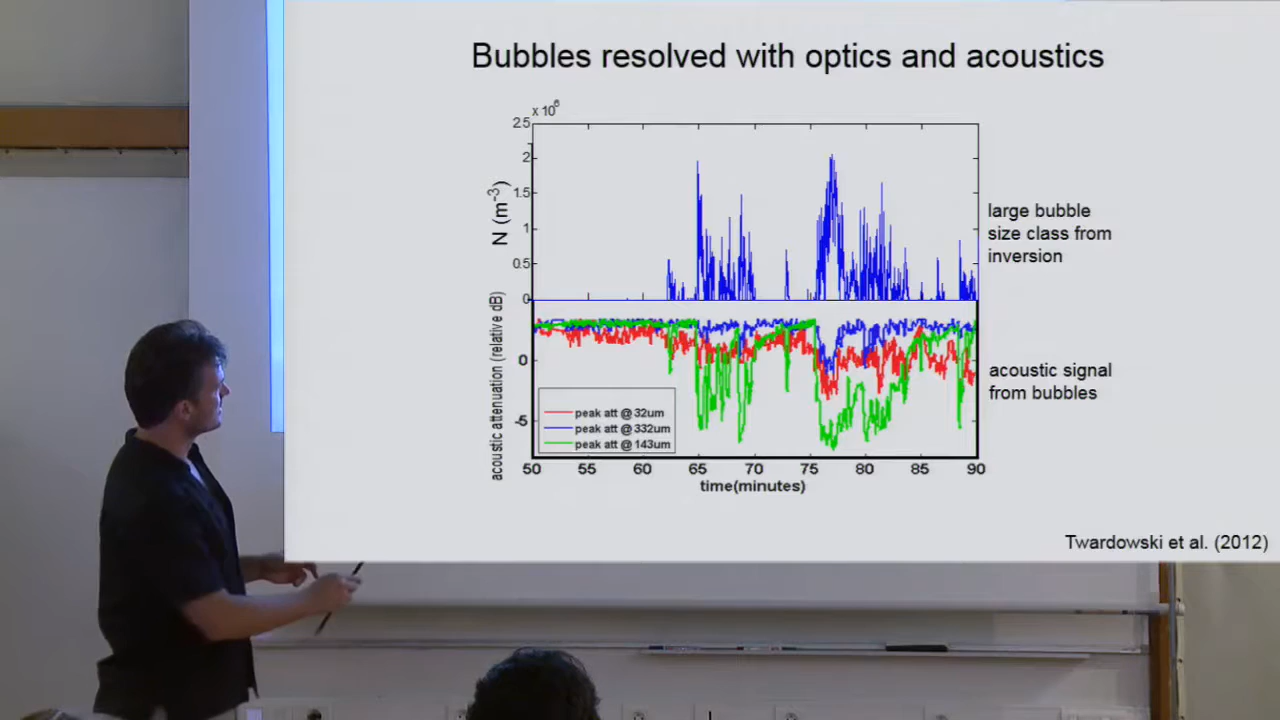 Bubbles resolved with optics and acoustics
x 10⁶
2.5
2
1.5
1
0.5
0
N (m⁻³)
large bubble
size class from
inversion
0
-5
acoustic attenuation (relative dB)
acoustic signal
from bubbles
peak att @ 32um
peak att @ 332um
peak att @ 143um
50 55 60 65 70 75 80 85 90
time(minutes)
Twardowski et al. (2012)